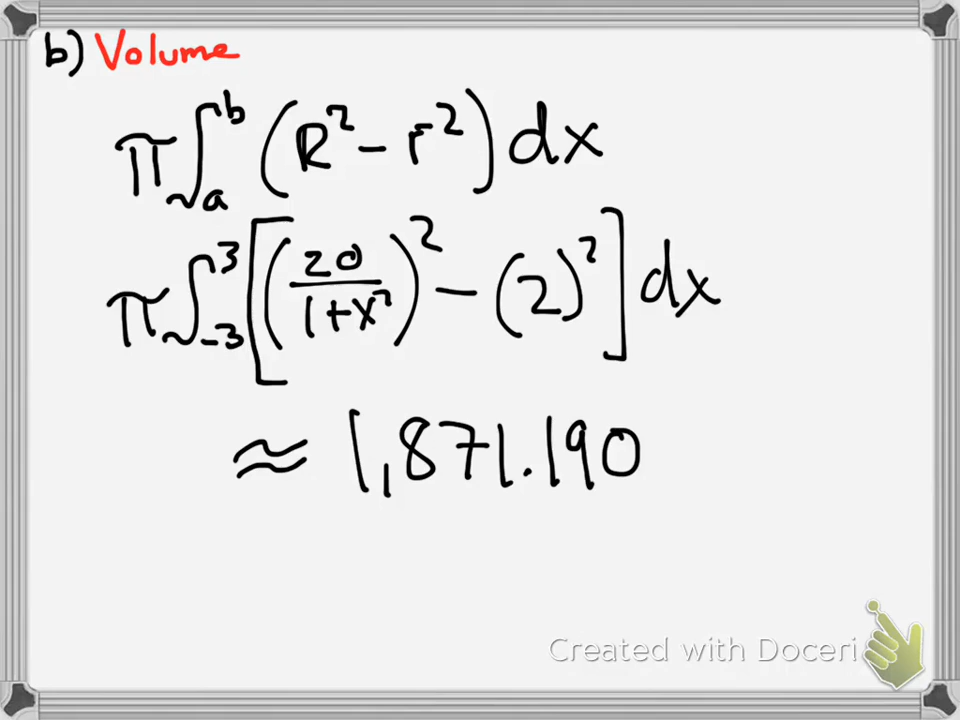 b) Volume
π∫_a^b (R² - r²) dx
π∫_{-3}^3 [(20/(1+x²))² - (2)²] dx
≈ 1,871.190
Created with Doceri